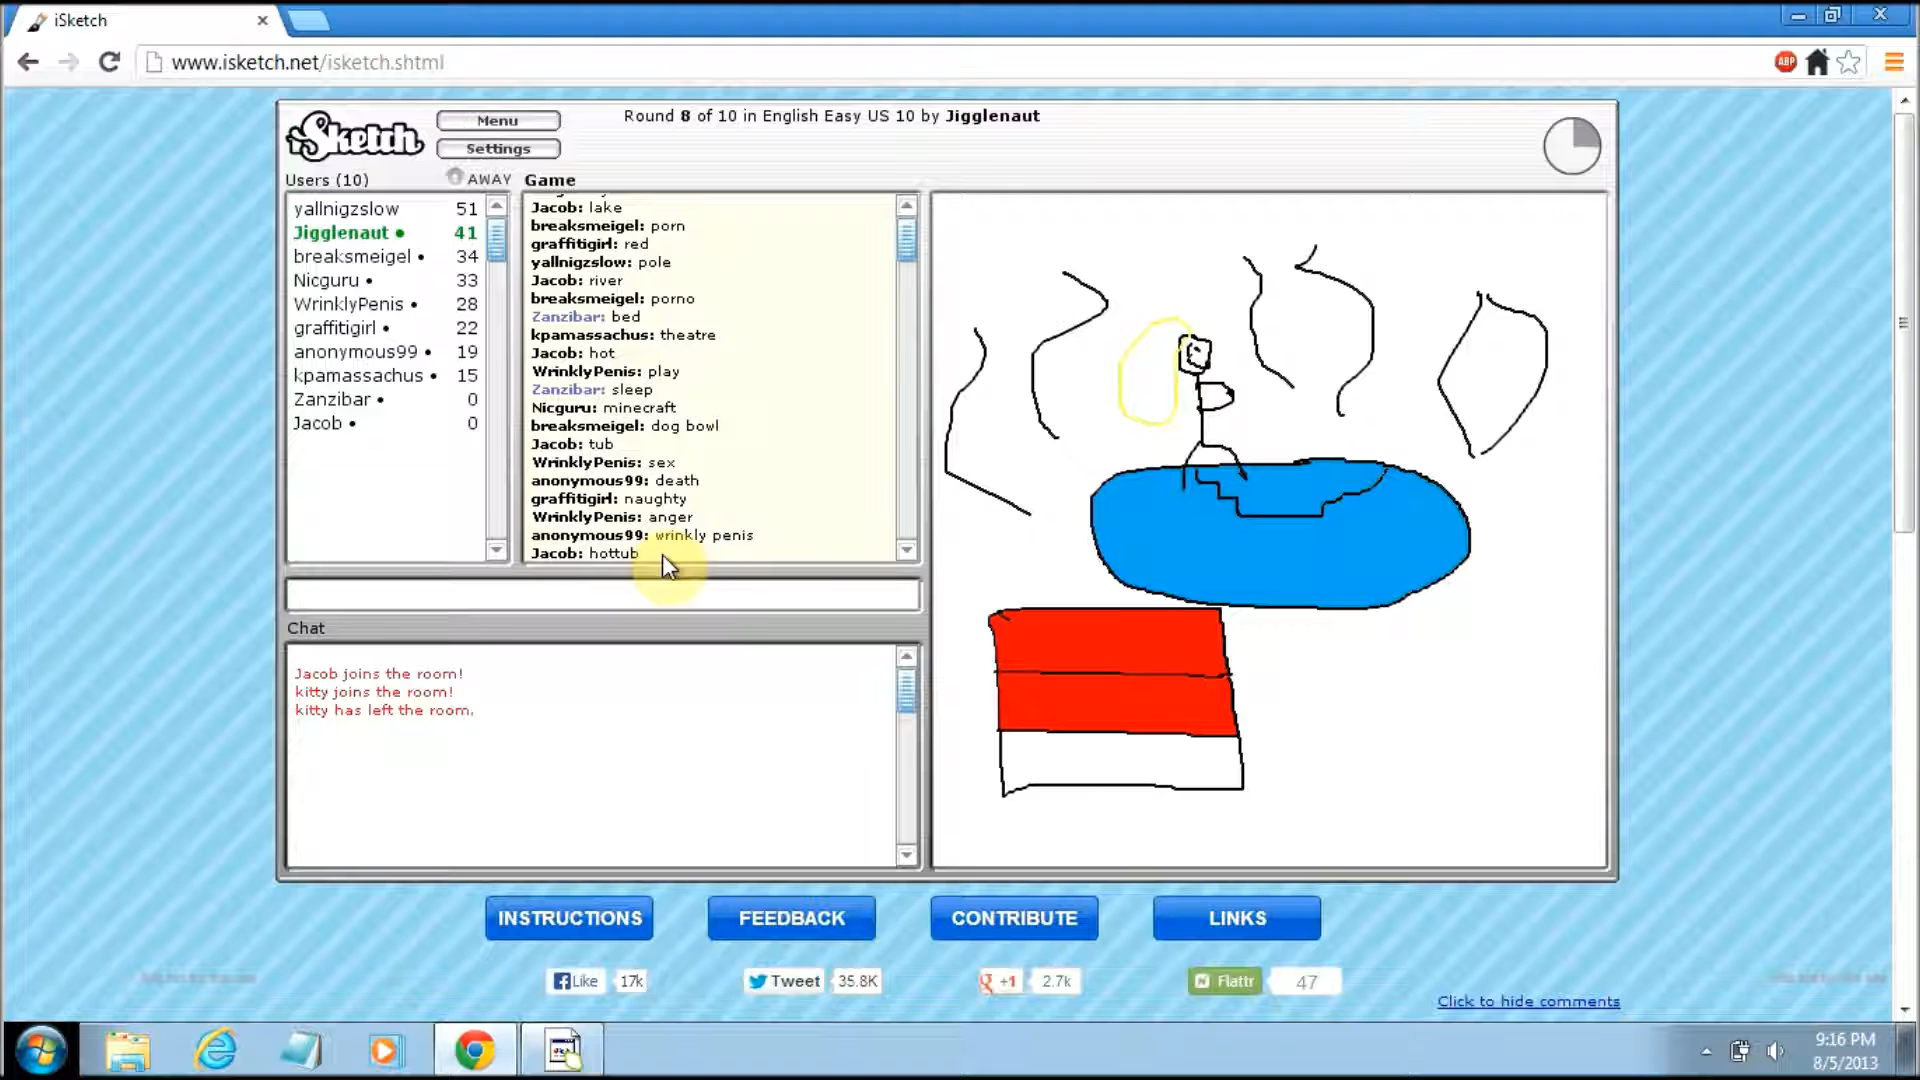 iSketch
www.isketch.net/isketch.shtml
ABP
iSketch
Menu
Settings
Round 8 of 10 in English Easy US 10 by Jigglenaut
Users (10)
AWAY
Game
yallnigzslow 51
Jigglenaut • 41
breaksmeigel • 34
Nicguru • 33
WrinklyPenis • 28
graffitigirl • 22
anonymous99 • 19
kpamassachus • 15
Zanzibar • 0
Jacob • 0
Jacob: lake
breaksmeigel: porn
graffitigirl: red
yallnigzslow: pole
Jacob: river
breaksmeigel: porno
Zanzibar: bed
kpamassachus: theatre
Jacob: hot
WrinklyPenis: play
Zanzibar: sleep
Nicguru: minecraft
breaksmeigel: dog bowl
Jacob: tub
WrinklyPenis: sex
anonymous99: death
graffitigirl: naughty
WrinklyPenis: anger
anonymous99: wrinkly penis
Jacob: hottub
Chat
Jacob joins the room!
kitty joins the room!
kitty has left the room.
INSTRUCTIONS
FEEDBACK
CONTRIBUTE
LINKS
Like 17k
Tweet 35.8K
+1 2.7k
Flattr 47
Click to hide comments
9:16 PM
8/5/2013